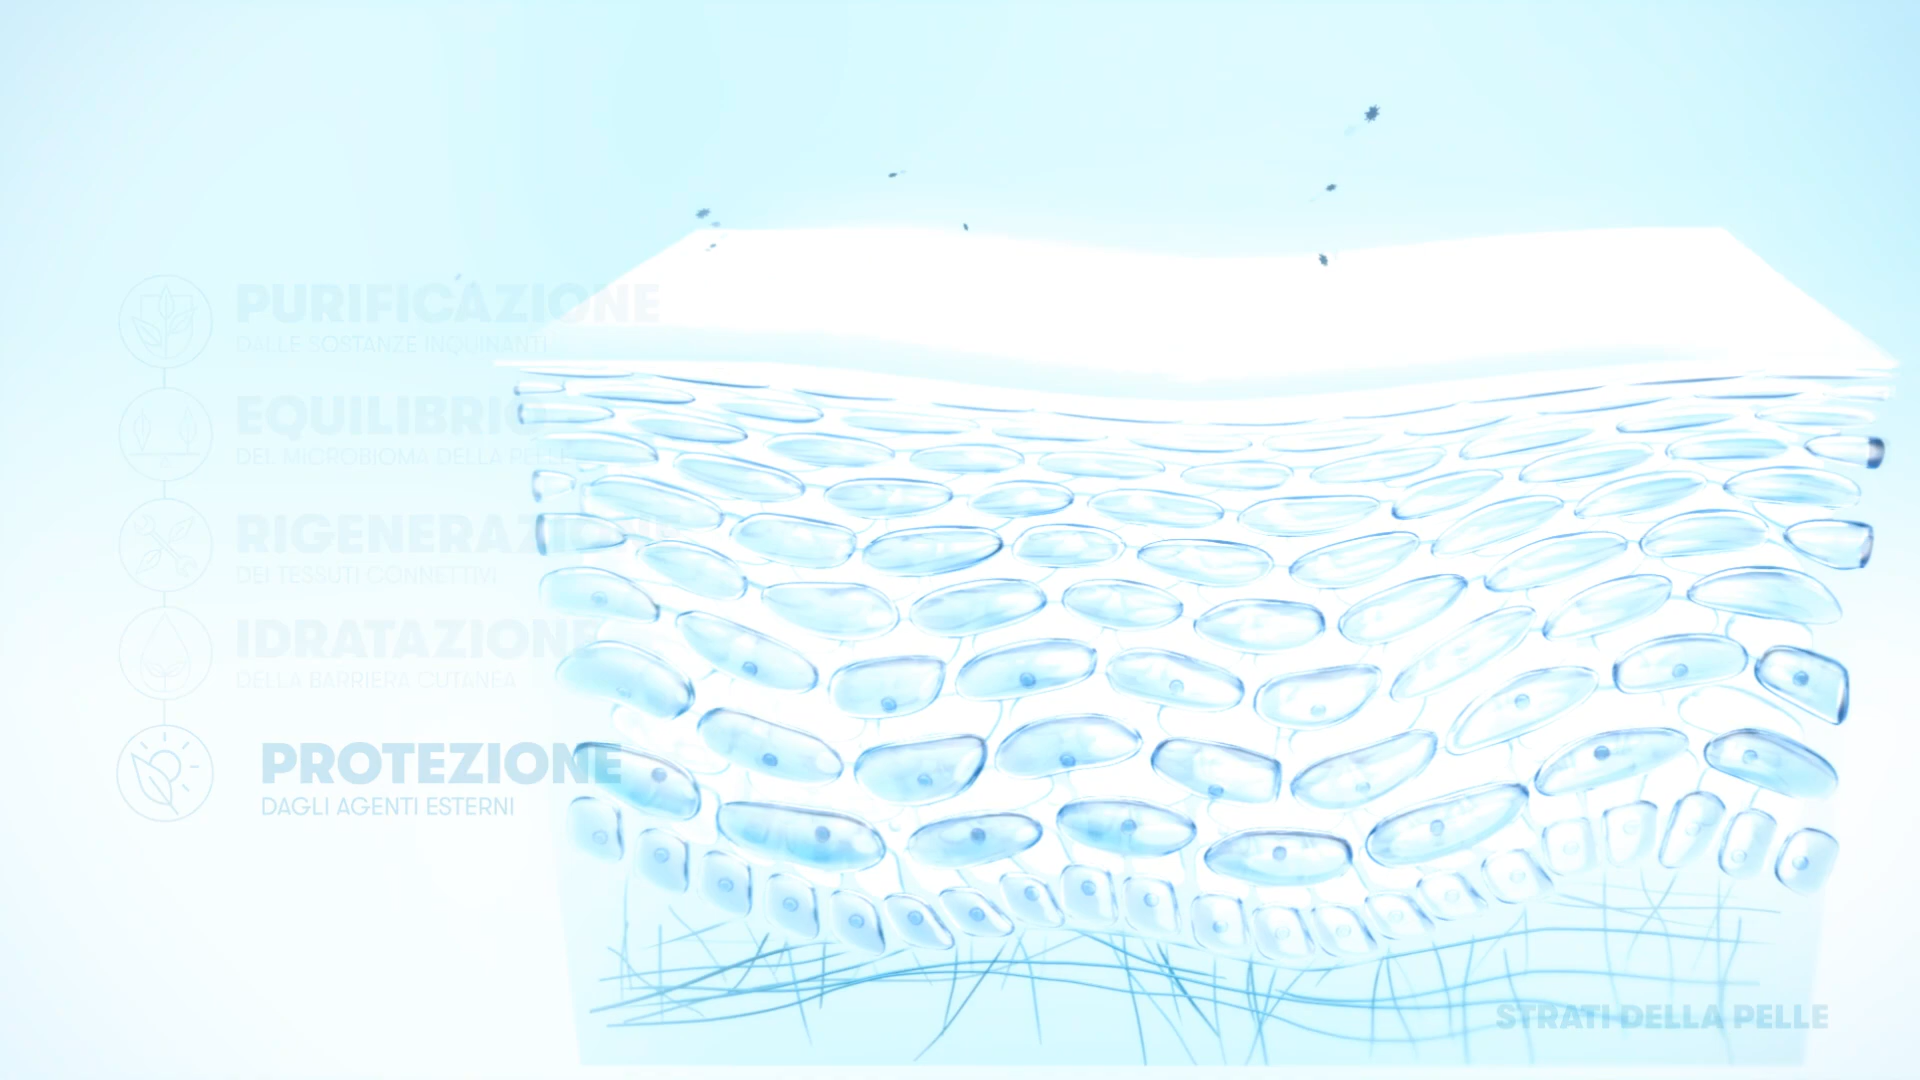 PURIFICAZIONE
DALLE SOSTANZE INQUINANTI
EQUILIBRIO
DEL MICROBIOMA DELLA PELLE
RIGENERAZIONE
DEI TESSUTI CONNETTIVI
IDRATAZIONE
DELLA BARRIERA CUTANEA
PROTEZIONE
DAGLI AGENTI ESTERNI
STRATI DELLA PELLE